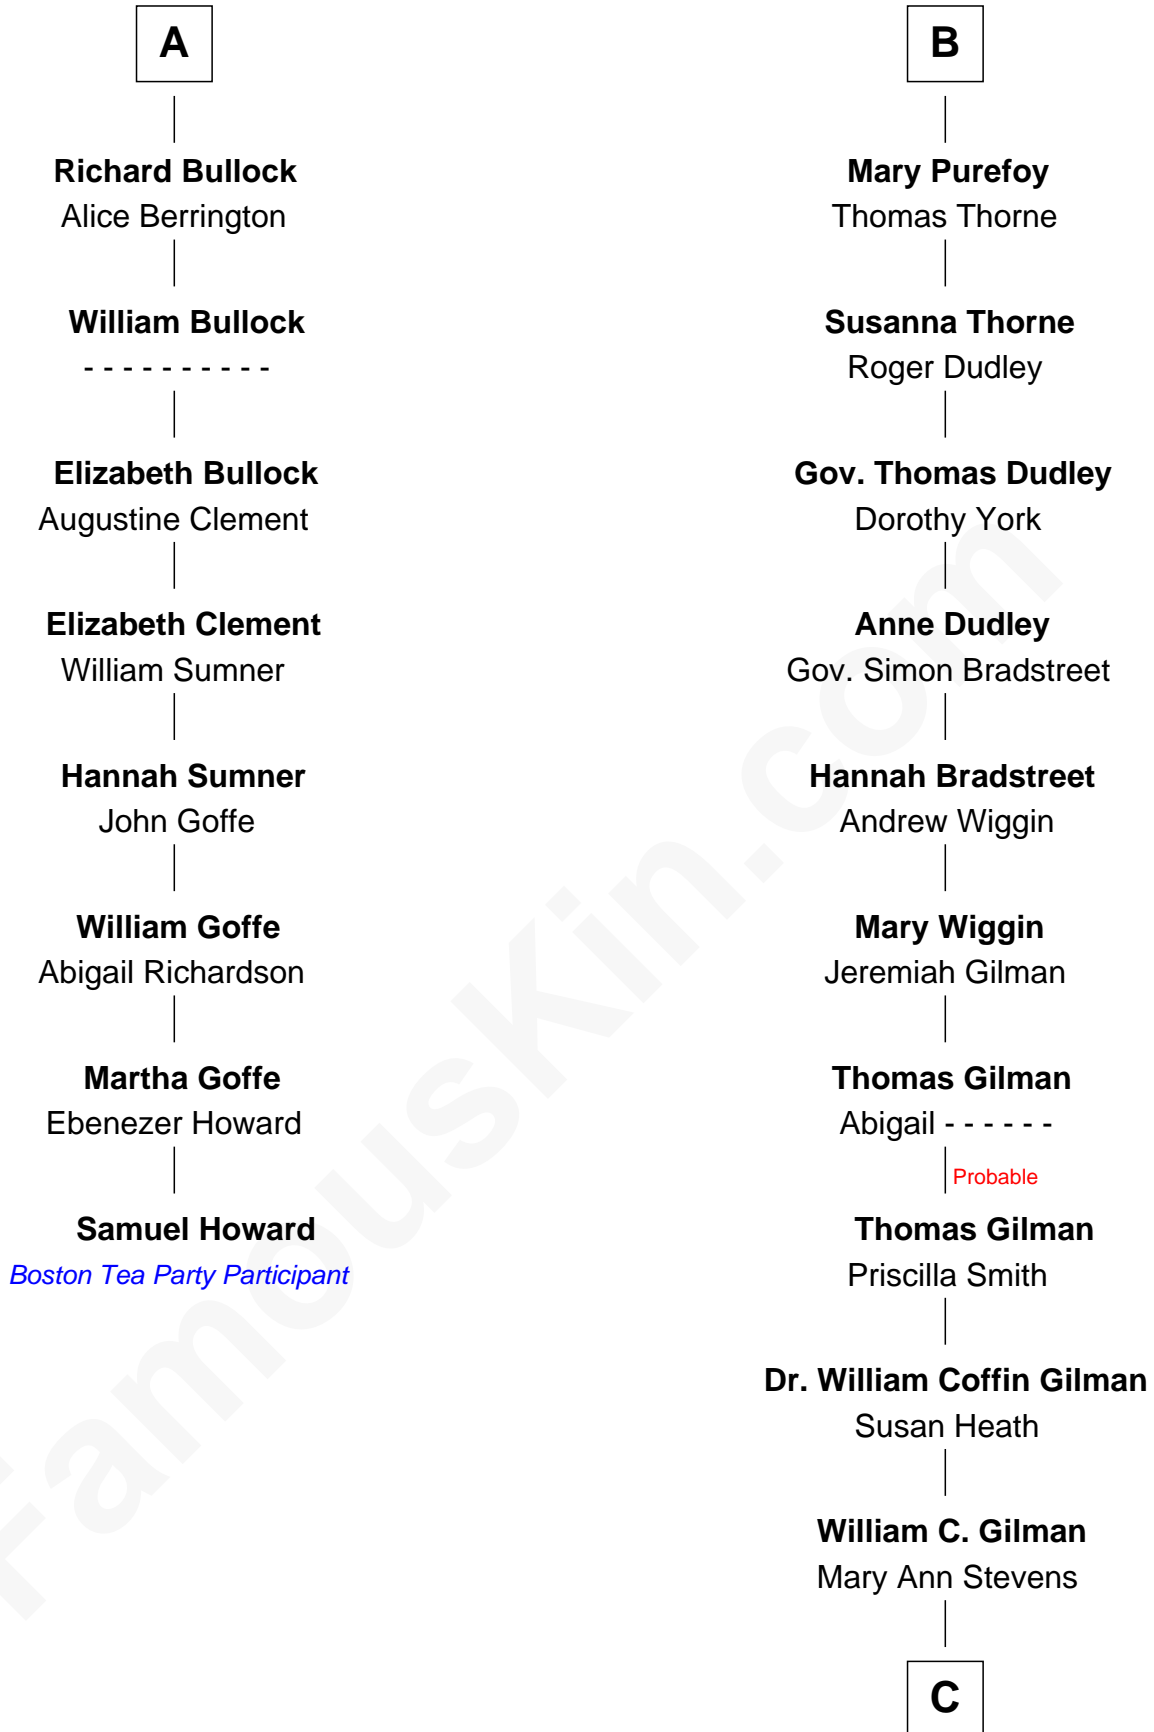 A
Richard Bullock
Alice Berrington
William Bullock
- - - - - - - - - -
Elizabeth Bullock
Augustine Clement
Elizabeth Clement
William Sumner
Hannah Sumner
John Goffe
William Goffe
Abigail Richardson
Martha Goffe
Ebenezer Howard
Samuel Howard
Boston Tea Party Participant
B
Mary Purefoy
Thomas Thorne
Susanna Thorne
Roger Dudley
Gov. Thomas Dudley
Dorothy York
Anne Dudley
Gov. Simon Bradstreet
Hannah Bradstreet
Andrew Wiggin
Mary Wiggin
Jeremiah Gilman
Thomas Gilman
Abigail - - - - - -
Probable
Thomas Gilman
Priscilla Smith
Dr. William Coffin Gilman
Susan Heath
William C. Gilman
Mary Ann Stevens
C
FamousKin.com